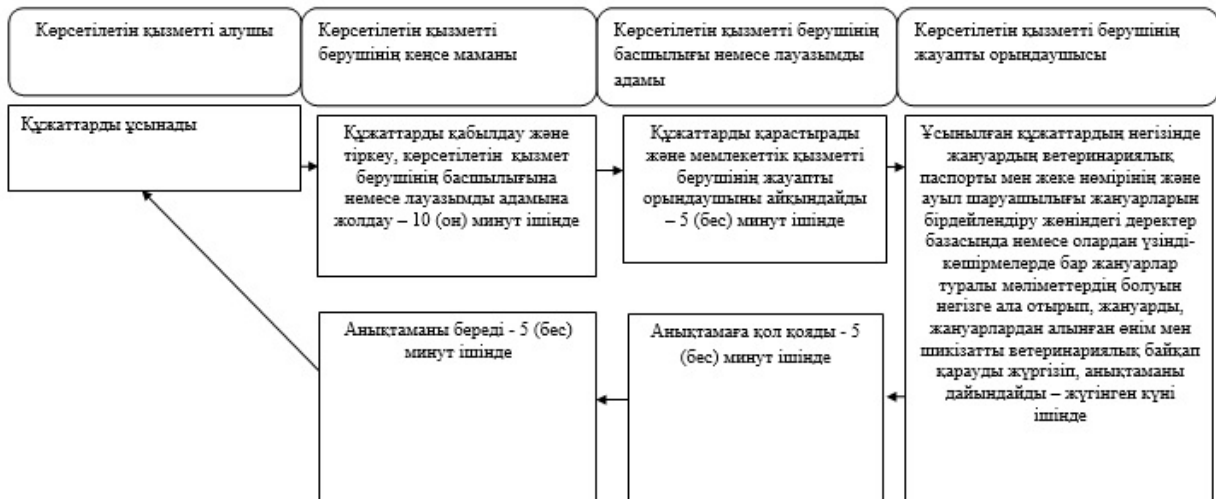 Көрсетілетін қызметті алушы
Көрсетілетін қызметті
берушінің кеңсе маманы
Көрсетілетін қызметті берушінің
басшылығы немесе лауазымды
адамы
Көрсетілетін қызметті берушінің
жауапты орындаушысы
Құжаттарды ұсынады
Құжаттарды қабылдау және
тіркеу, көрсетілетін қызмет
берушінің басшылығына
немесе лауазымды адамына
жолдау – 10 (он) минут ішінде
Құжаттарды қарастырады
және мемлекеттік қызметті
берушінің жауапты
орындаушыны айқындайды
– 5 (бес) минут ішінде
Ұсынылған құжаттардың негізінде
жануардың ветеринариялық
паспорты мен жеке нөмірінің және
ауыл шаруашылығы жануарларын
бірдейлендіру жөніндегі деректер
базасында немесе олардан үзінді-
көшірмелерде бар жануарлар
туралы мәліметтердің болуын
негізге ала отырып, жануарды,
жануарлардан алынған өнім мен
шикізатты ветеринариялық байқап
қарауды жүргізіп, анықтаманы
дайындайды – жүгінген күні
ішінде
Анықтаманы береді - 5 (бес)
минут ішінде
Анықтамаға қол қояды - 5
(бес) минут ішінде